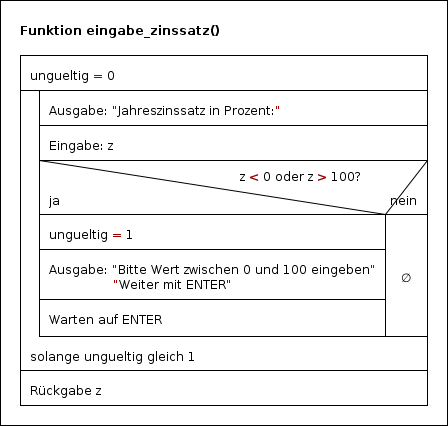 Funktion eingabe_zinssatz()
ungueltig = 0
Ausgabe: "Jahreszinssatz in Prozent:"
Eingabe: z
z < 0 oder z > 100?
ja
nein
ungueltig = 1
Ausgabe: "Bitte Wert zwischen 0 und 100 eingeben"
"Weiter mit ENTER"
∅
Warten auf ENTER
solange ungueltig gleich 1
Rückgabe z